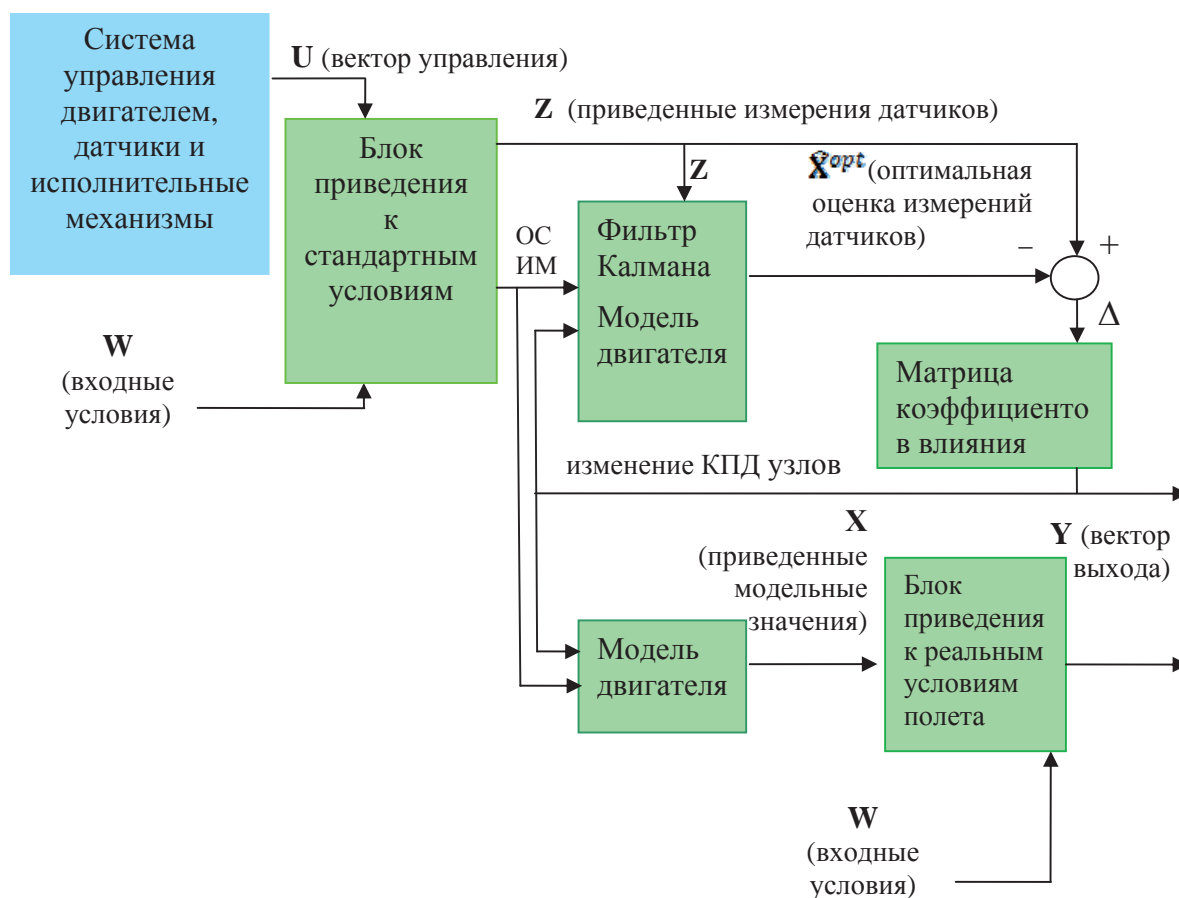 Система
управления
двигателем,
датчики и
исполнительные
механизмы
U (вектор управления)
Z (приведенные измерения датчиков)
Блок
приведения
к
стандартным
условиям
Z
X̂opt (оптимальная
оценка измерений
датчиков)
– +
ОС
ИМ
Фильтр
Калмана
Модель
двигателя
Δ
W
(входные
условия)
Матрица
коэффициенто
в влияния
изменение КПД узлов
X
(приведенные
модельные
значения)
Y (вектор
выхода)
Модель
двигателя
Блок
приведения
к реальным
условиям
полета
W
(входные
условия)